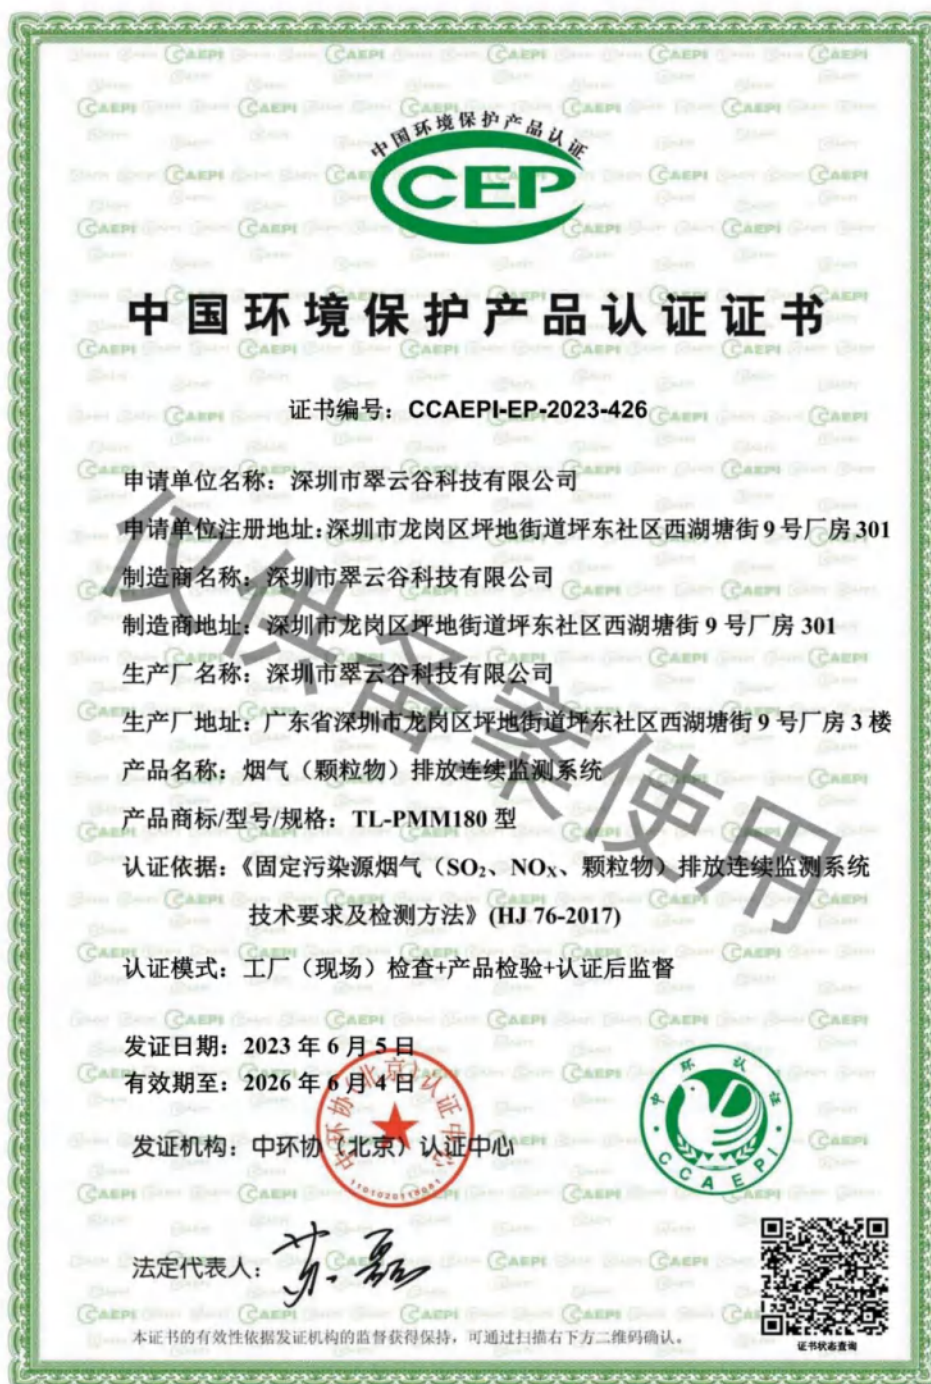 中国环境保护产品认证
CEP
中国环境保护产品认证证书
证书编号：CCAEPI-EP-2023-426
申请单位名称：深圳市翠云谷科技有限公司
申请单位注册地址：深圳市龙岗区坪地街道坪东社区西湖塘街9号厂房301
制造商名称：深圳市翠云谷科技有限公司
制造商地址：深圳市龙岗区坪地街道坪东社区西湖塘街9号厂房301
生产厂名称：深圳市翠云谷科技有限公司
生产厂地址：广东省深圳市龙岗区坪地街道坪东社区西湖塘街9号厂房3楼
产品名称：烟气（颗粒物）排放连续监测系统
产品商标/型号/规格：TL-PMM180型
认证依据：《固定污染源烟气（SO₂、NOX、颗粒物）排放连续监测系统
技术要求及检测方法》(HJ 76-2017)
认证模式：工厂（现场）检查+产品检验+认证后监督
仅供备案使用
发证日期：2023年6月5日
有效期至：2026年6月4日
发证机构：中环协（北京）认证中心
中环协（北京）认证中心
中环认证
CCAEPI
法定代表人：苏磊
本证书的有效性依据发证机构的监督获得保持，可通过扫描右下方二维码确认。
证书状态查询